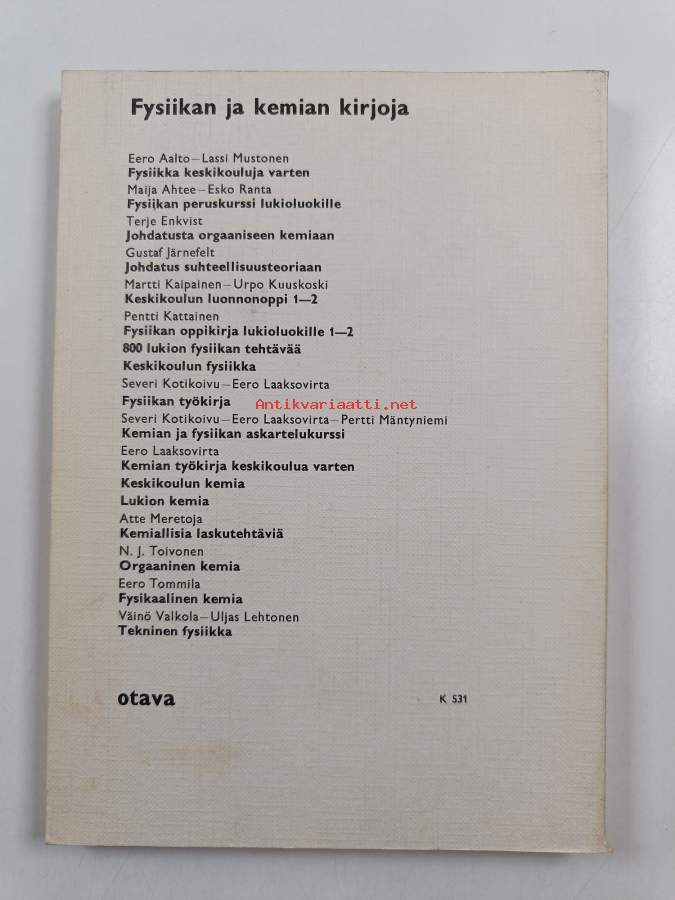 Fysiikan ja kemian kirjoja
Eero Aalto—Lassi Mustonen
Fysiikka keskikouluja varten
Maija Ahtee—Esko Ranta
Fysiikan peruskurssi lukioluokille
Terje Enkvist
Johdatusta orgaaniseen kemiaan
Gustaf Järnefelt
Johdatus suhteellisuusteoriaan
Martti Kaipainen—Urpo Kuuskoski
Keskikoulun luonnonoppi 1—2
Pentti Kattainen
Fysiikan oppikirja lukioluokille 1—2
800 lukion fysiikan tehtävää
Keskikoulun fysiikka
Severi Kotikoivu—Eero Laaksovirta
Fysiikan työkirja
Antikvariaatti.net
Severi Kotikoivu—Eero Laaksovirta—Pertti Mäntyniemi
Kemian ja fysiikan askartelukurssi
Eero Laaksovirta
Kemian työkirja keskikoulua varten
Keskikoulun kemia
Lukion kemia
Atte Meretoja
Kemiallisia laskutehtäviä
N. J. Toivonen
Orgaaninen kemia
Eero Tommila
Fysikaalinen kemia
Väinö Valkola—Uljas Lehtonen
Tekninen fysiikka
otava
K 531